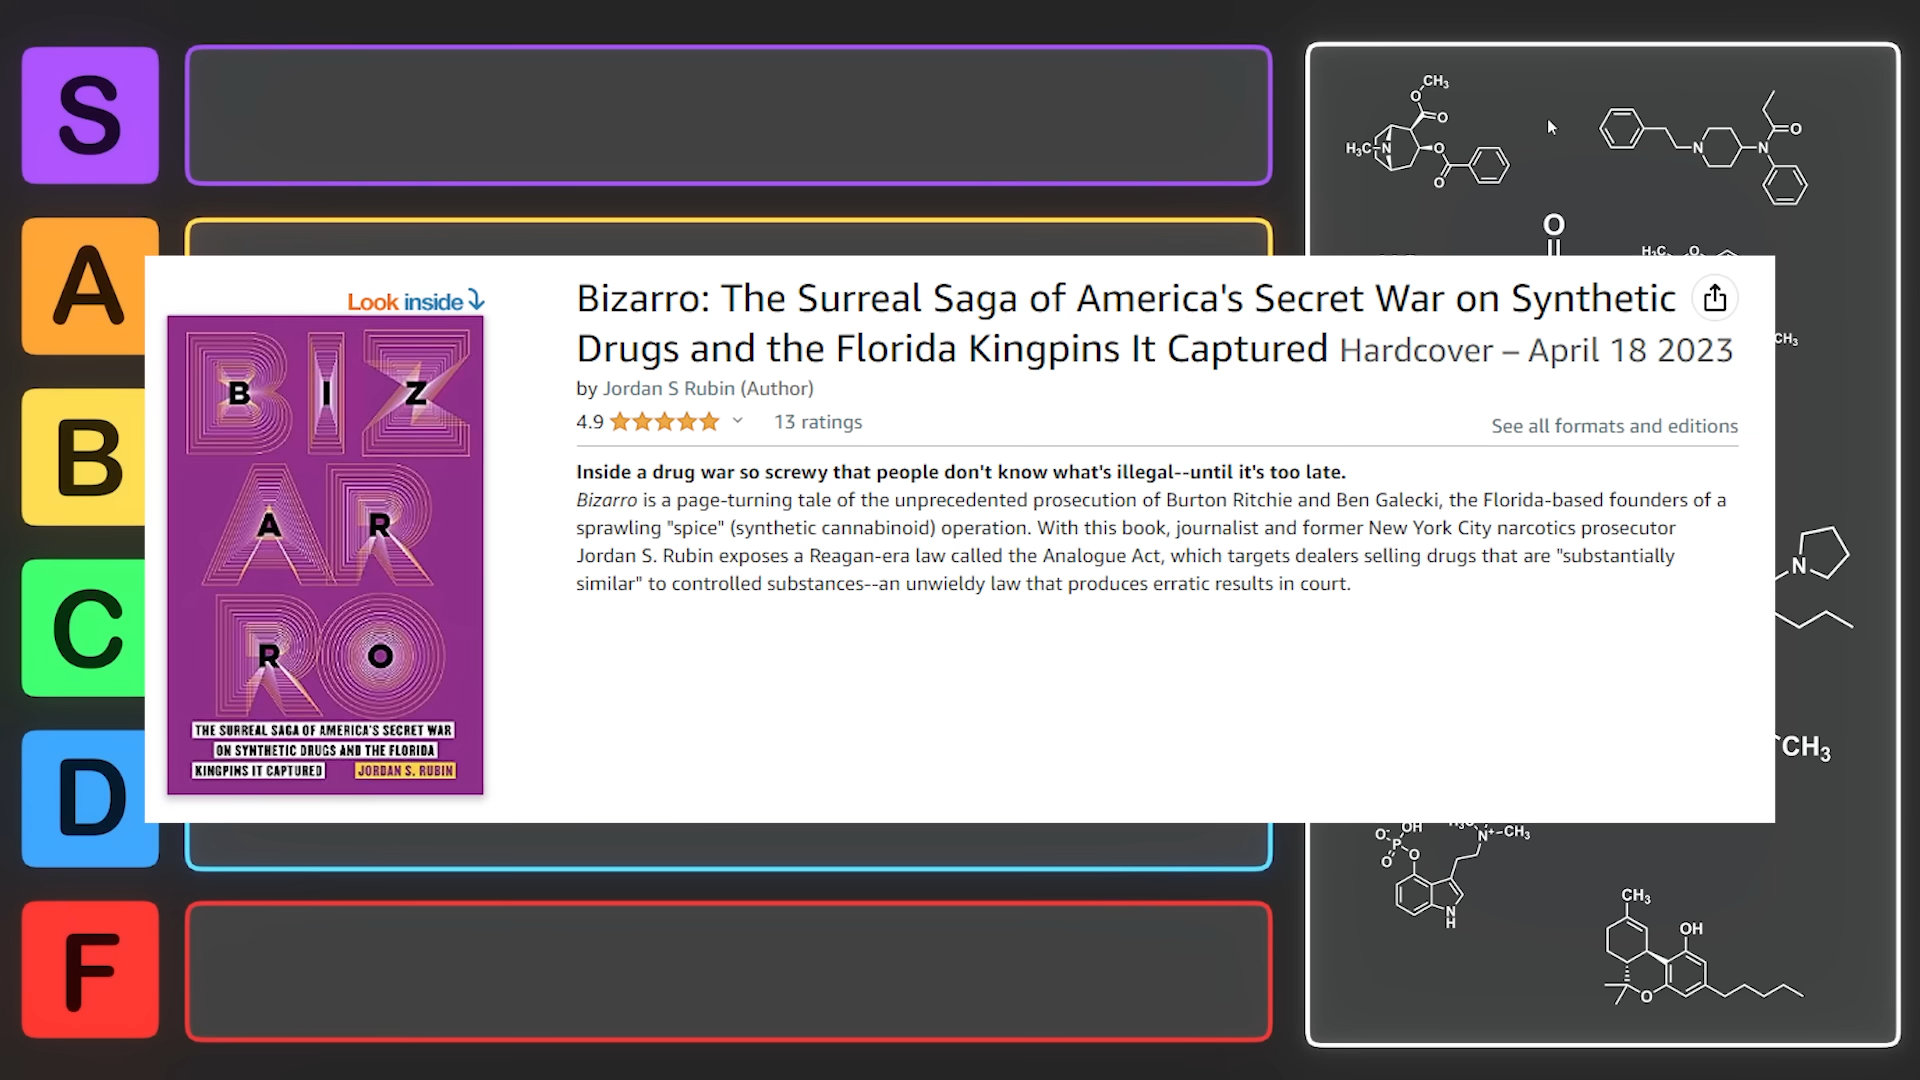 S
A
B
C
D
F
Look inside
B I Z
A R
R O
THE SURREAL SAGA OF AMERICA'S SECRET WAR
ON SYNTHETIC DRUGS AND THE FLORIDA
KINGPINS IT CAPTURED JORDAN S. RUBIN
Bizarro: The Surreal Saga of America's Secret War on Synthetic
Drugs and the Florida Kingpins It Captured Hardcover – April 18 2023
by Jordan S Rubin (Author)
4.9 13 ratings
See all formats and editions
Inside a drug war so screwy that people don't know what's illegal--until it's too late.
Bizarro is a page-turning tale of the unprecedented prosecution of Burton Ritchie and Ben Galecki, the Florida-based founders of a
sprawling "spice" (synthetic cannabinoid) operation. With this book, journalist and former New York City narcotics prosecutor
Jordan S. Rubin exposes a Reagan-era law called the Analogue Act, which targets dealers selling drugs that are "substantially
similar" to controlled substances--an unwieldy law that produces erratic results in court.
CH3
O
O
H3C N
O
O
O
N
N
O
H3C O
CH3
N
CH3
O- OH
P
O
O
N+ CH3
N
H
CH3
OH
O